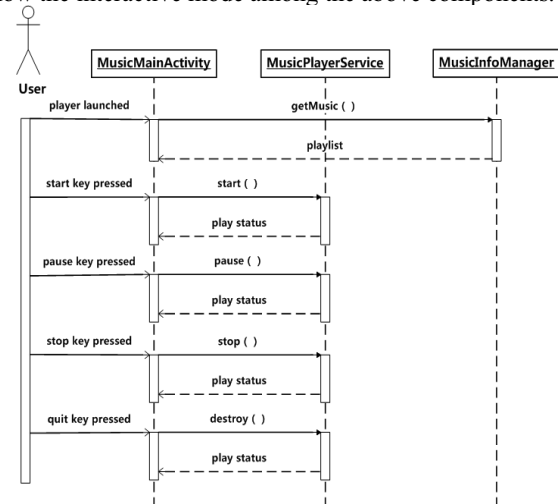 the interactive mode among the above components.
MusicMainActivity MusicPlayerService MusicInfoManager
User
player launched getMusic ( )
playlist
start key pressed start ( )
play status
pause key pressed pause ( )
play status
stop key pressed stop ( )
play status
quit key pressed destroy ( )
play status